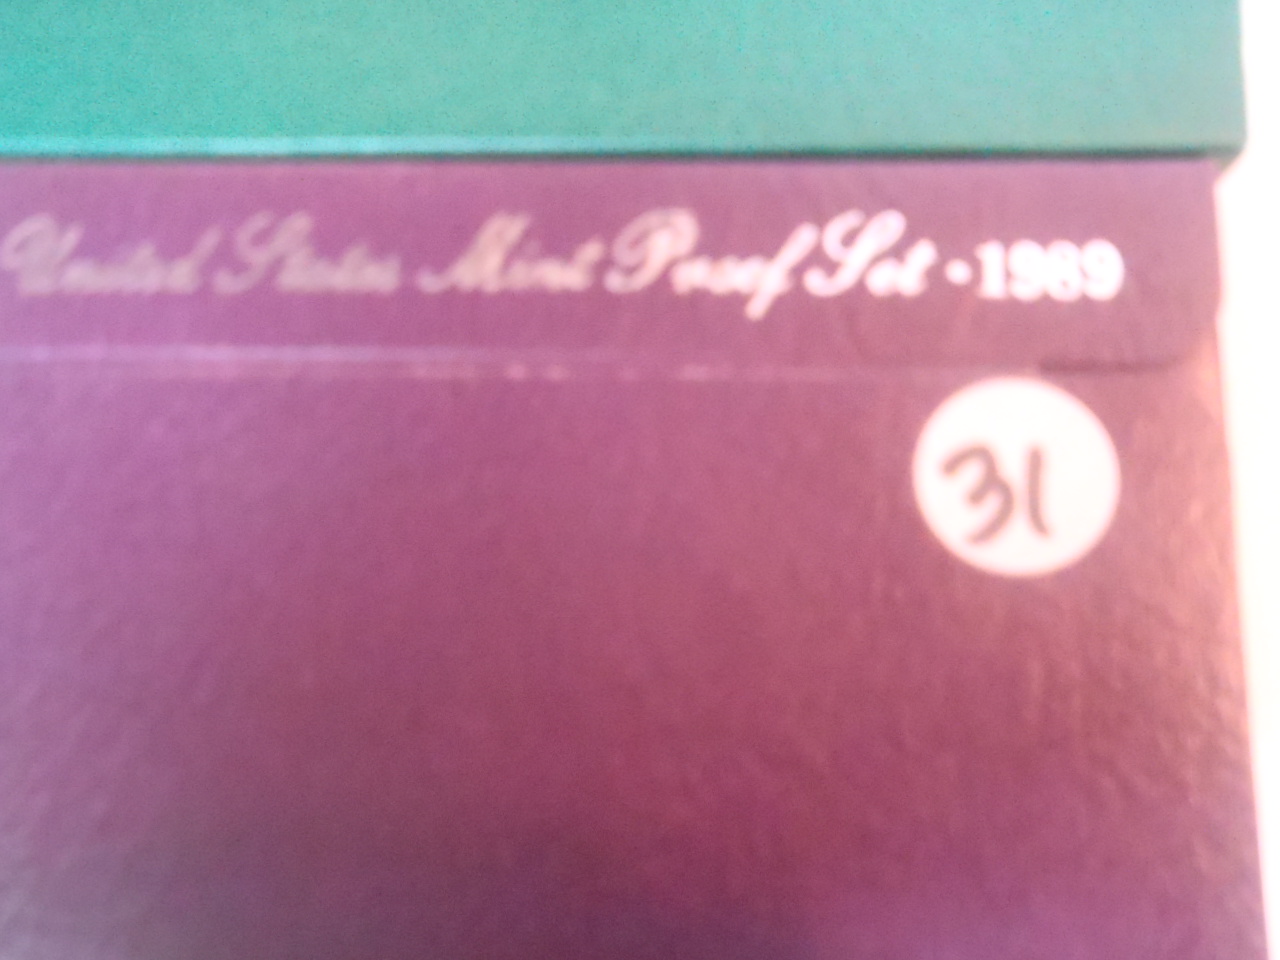 United States Mint Proof Set • 1989
31